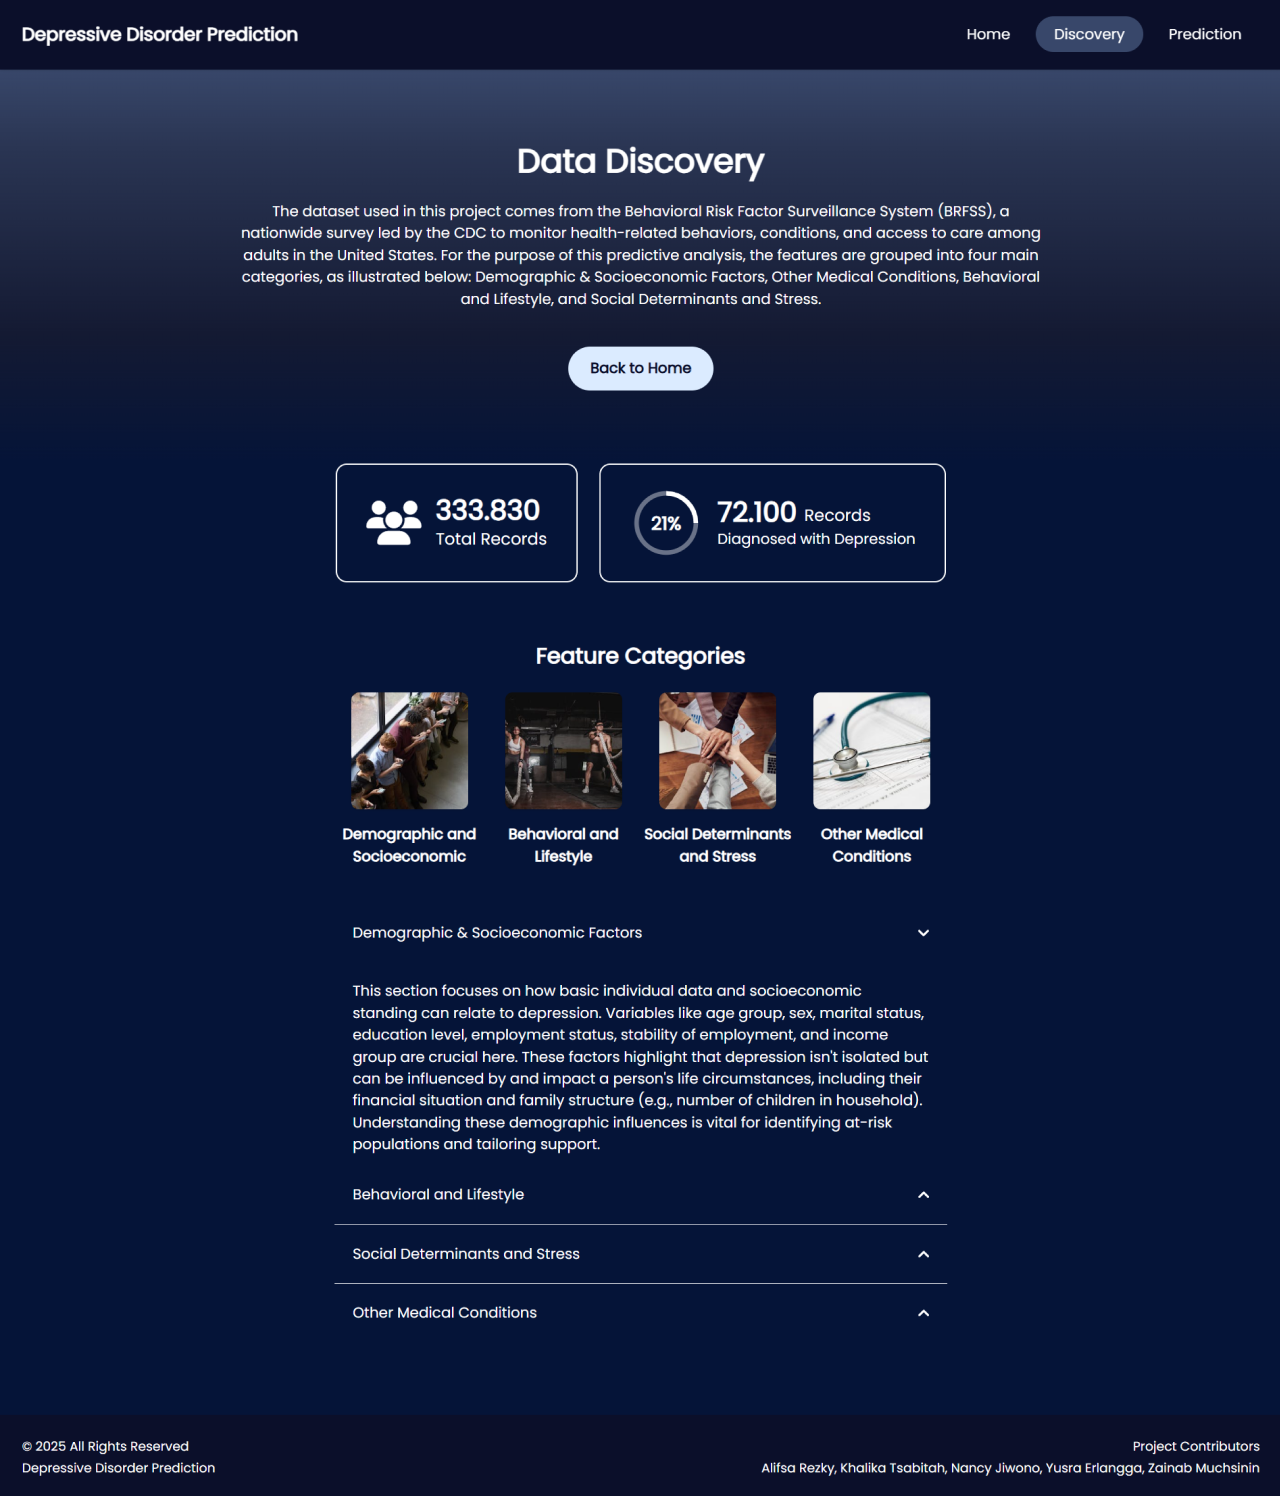 Depressive Disorder Prediction
Home
Discovery
Prediction
Data Discovery
The dataset used in this project comes from the Behavioral Risk Factor Surveillance System (BRFSS), a
nationwide survey led by the CDC to monitor health-related behaviors, conditions, and access to care among
adults in the United States. For the purpose of this predictive analysis, the features are grouped into four main
categories, as illustrated below: Demographic & Socioeconomic Factors, Other Medical Conditions, Behavioral
and Lifestyle, and Social Determinants and Stress.
Back to Home
333.830
Total Records
21%
72.100 Records
Diagnosed with Depression
Feature Categories
Demographic and
Socioeconomic
Behavioral and
Lifestyle
Social Determinants
and Stress
Other Medical
Conditions
Demographic & Socioeconomic Factors
This section focuses on how basic individual data and socioeconomic
standing can relate to depression. Variables like age group, sex, marital status,
education level, employment status, stability of employment, and income
group are crucial here. These factors highlight that depression isn't isolated but
can be influenced by and impact a person's life circumstances, including their
financial situation and family structure (e.g., number of children in household).
Understanding these demographic influences is vital for identifying at-risk
populations and tailoring support.
Behavioral and Lifestyle
Social Determinants and Stress
Other Medical Conditions
© 2025 All Rights Reserved
Depressive Disorder Prediction
Project Contributors
Alifsa Rezky, Khalika Tsabitah, Nancy Jiwono, Yusra Erlangga, Zainab Muchsinin